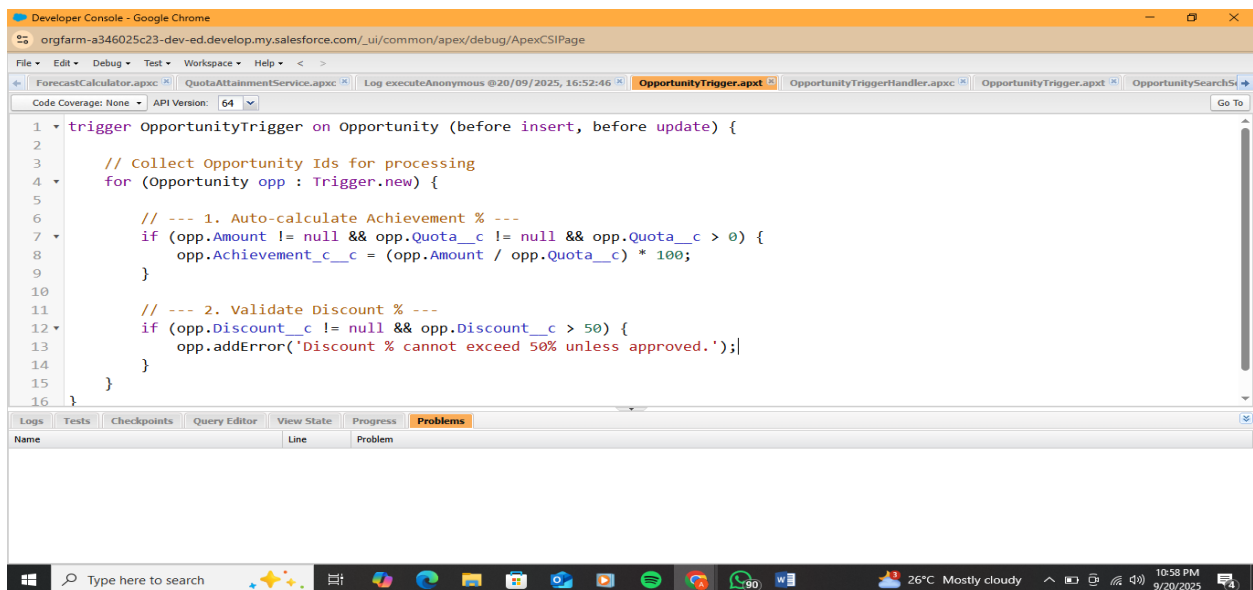 Developer Console - Google Chrome
orgfarm-a346025c23-dev-ed.develop.my.salesforce.com/_ui/common/apex/debug/ApexCSIPage
File Edit Debug Test Workspace Help < >
ForecastCalculator.apxc QuotaAttainmentService.apxc Log executeAnonymous @20/09/2025, 16:52:46 OpportunityTrigger.apxt OpportunityTriggerHandler.apxc OpportunityTrigger.apxt OpportunitySearchSe
Code Coverage: None API Version: 64 Go To
1 trigger OpportunityTrigger on Opportunity (before insert, before update) {
2
3 // Collect Opportunity Ids for processing
4 for (Opportunity opp : Trigger.new) {
5
6 // --- 1. Auto-calculate Achievement % ---
7 if (opp.Amount != null && opp.Quota__c != null && opp.Quota__c > 0) {
8 opp.Achievement_c__c = (opp.Amount / opp.Quota__c) * 100;
9 }
10
11 // --- 2. Validate Discount % ---
12 if (opp.Discount__c != null && opp.Discount__c > 50) {
13 opp.addError('Discount % cannot exceed 50% unless approved.');
14 }
15 }
16 }
Logs Tests Checkpoints Query Editor View State Progress Problems
Name Line Problem
Type here to search 90 26°C Mostly cloudy 10:58 PM
9/20/2025 4